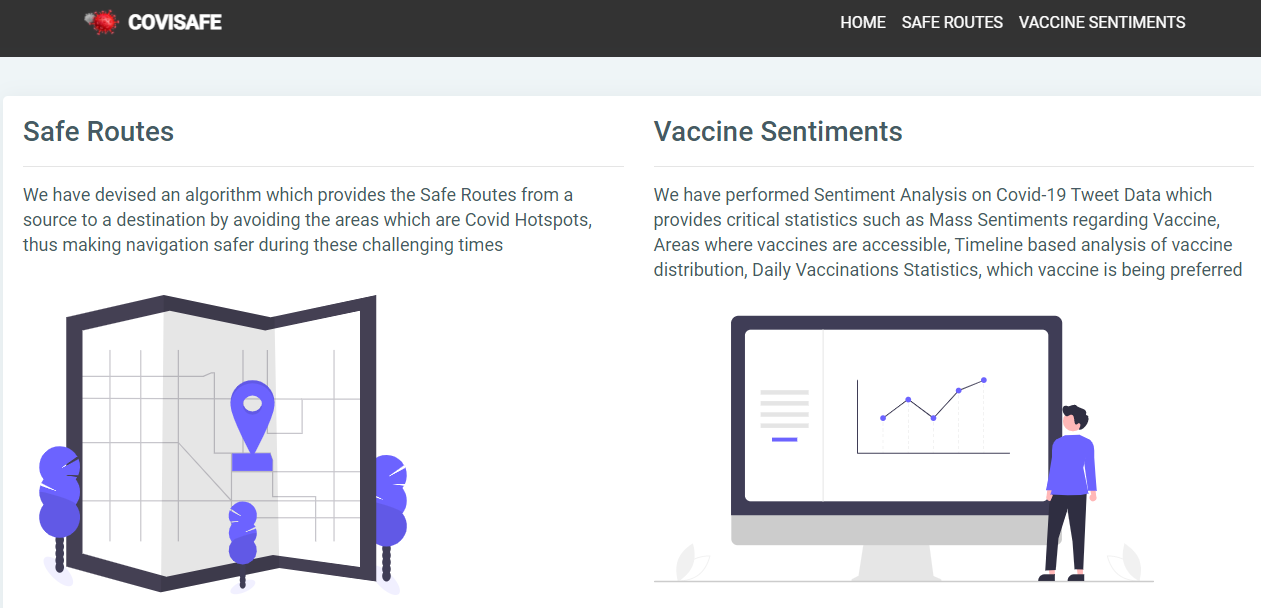 COVISAFE
HOME SAFE ROUTES VACCINE SENTIMENTS
Safe Routes
We have devised an algorithm which provides the Safe Routes from a
source to a destination by avoiding the areas which are Covid Hotspots,
thus making navigation safer during these challenging times
Vaccine Sentiments
We have performed Sentiment Analysis on Covid-19 Tweet Data which
provides critical statistics such as Mass Sentiments regarding Vaccine,
Areas where vaccines are accessible, Timeline based analysis of vaccine
distribution, Daily Vaccinations Statistics, which vaccine is being preferred